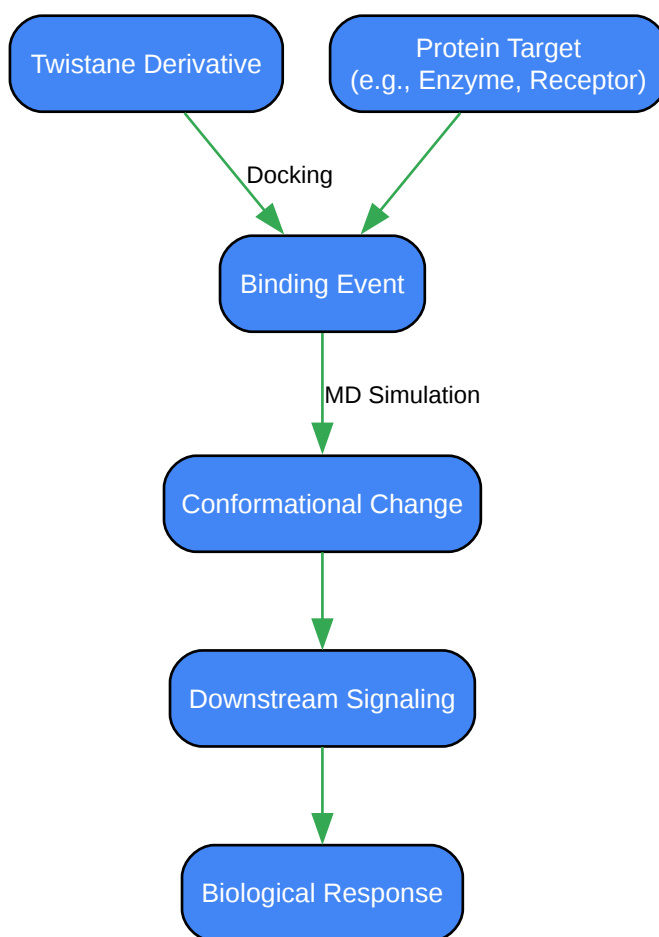 Twistane Derivative
Protein Target
(e.g., Enzyme, Receptor)
Docking
Binding Event
MD Simulation
Conformational Change
Downstream Signaling
Biological Response